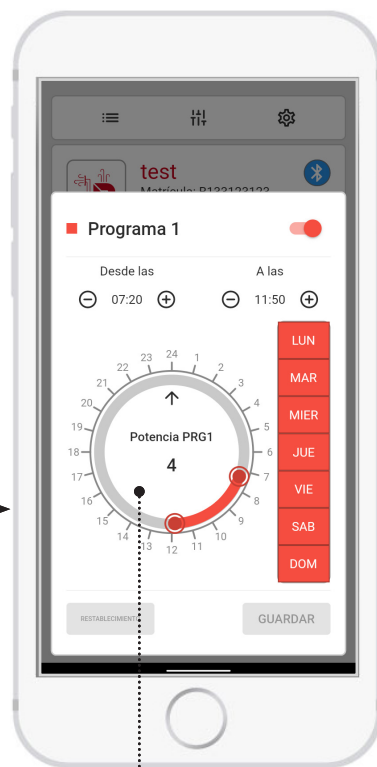 test
Matrícula: R133123123
Programa 1
Desde las
A las
07:20
11:50
24
1
2
3
4
5
6
7
8
9
10
11
12
13
14
15
16
17
18
19
20
21
22
23
Potencia PRG1
4
LUN
MAR
MIER
JUE
VIE
SAB
DOM
RESTABLECIMIENTO
GUARDAR